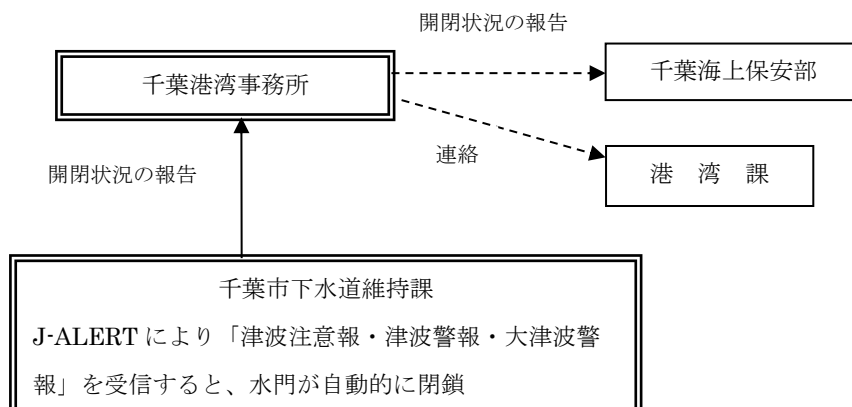 開閉状況の報告
千葉港湾事務所
千葉海上保安部
連絡
港　湾　課
開閉状況の報告
千葉市下水道維持課
J-ALERT により「津波注意報・津波警報・大津波警
報」を受信すると、水門が自動的に閉鎖